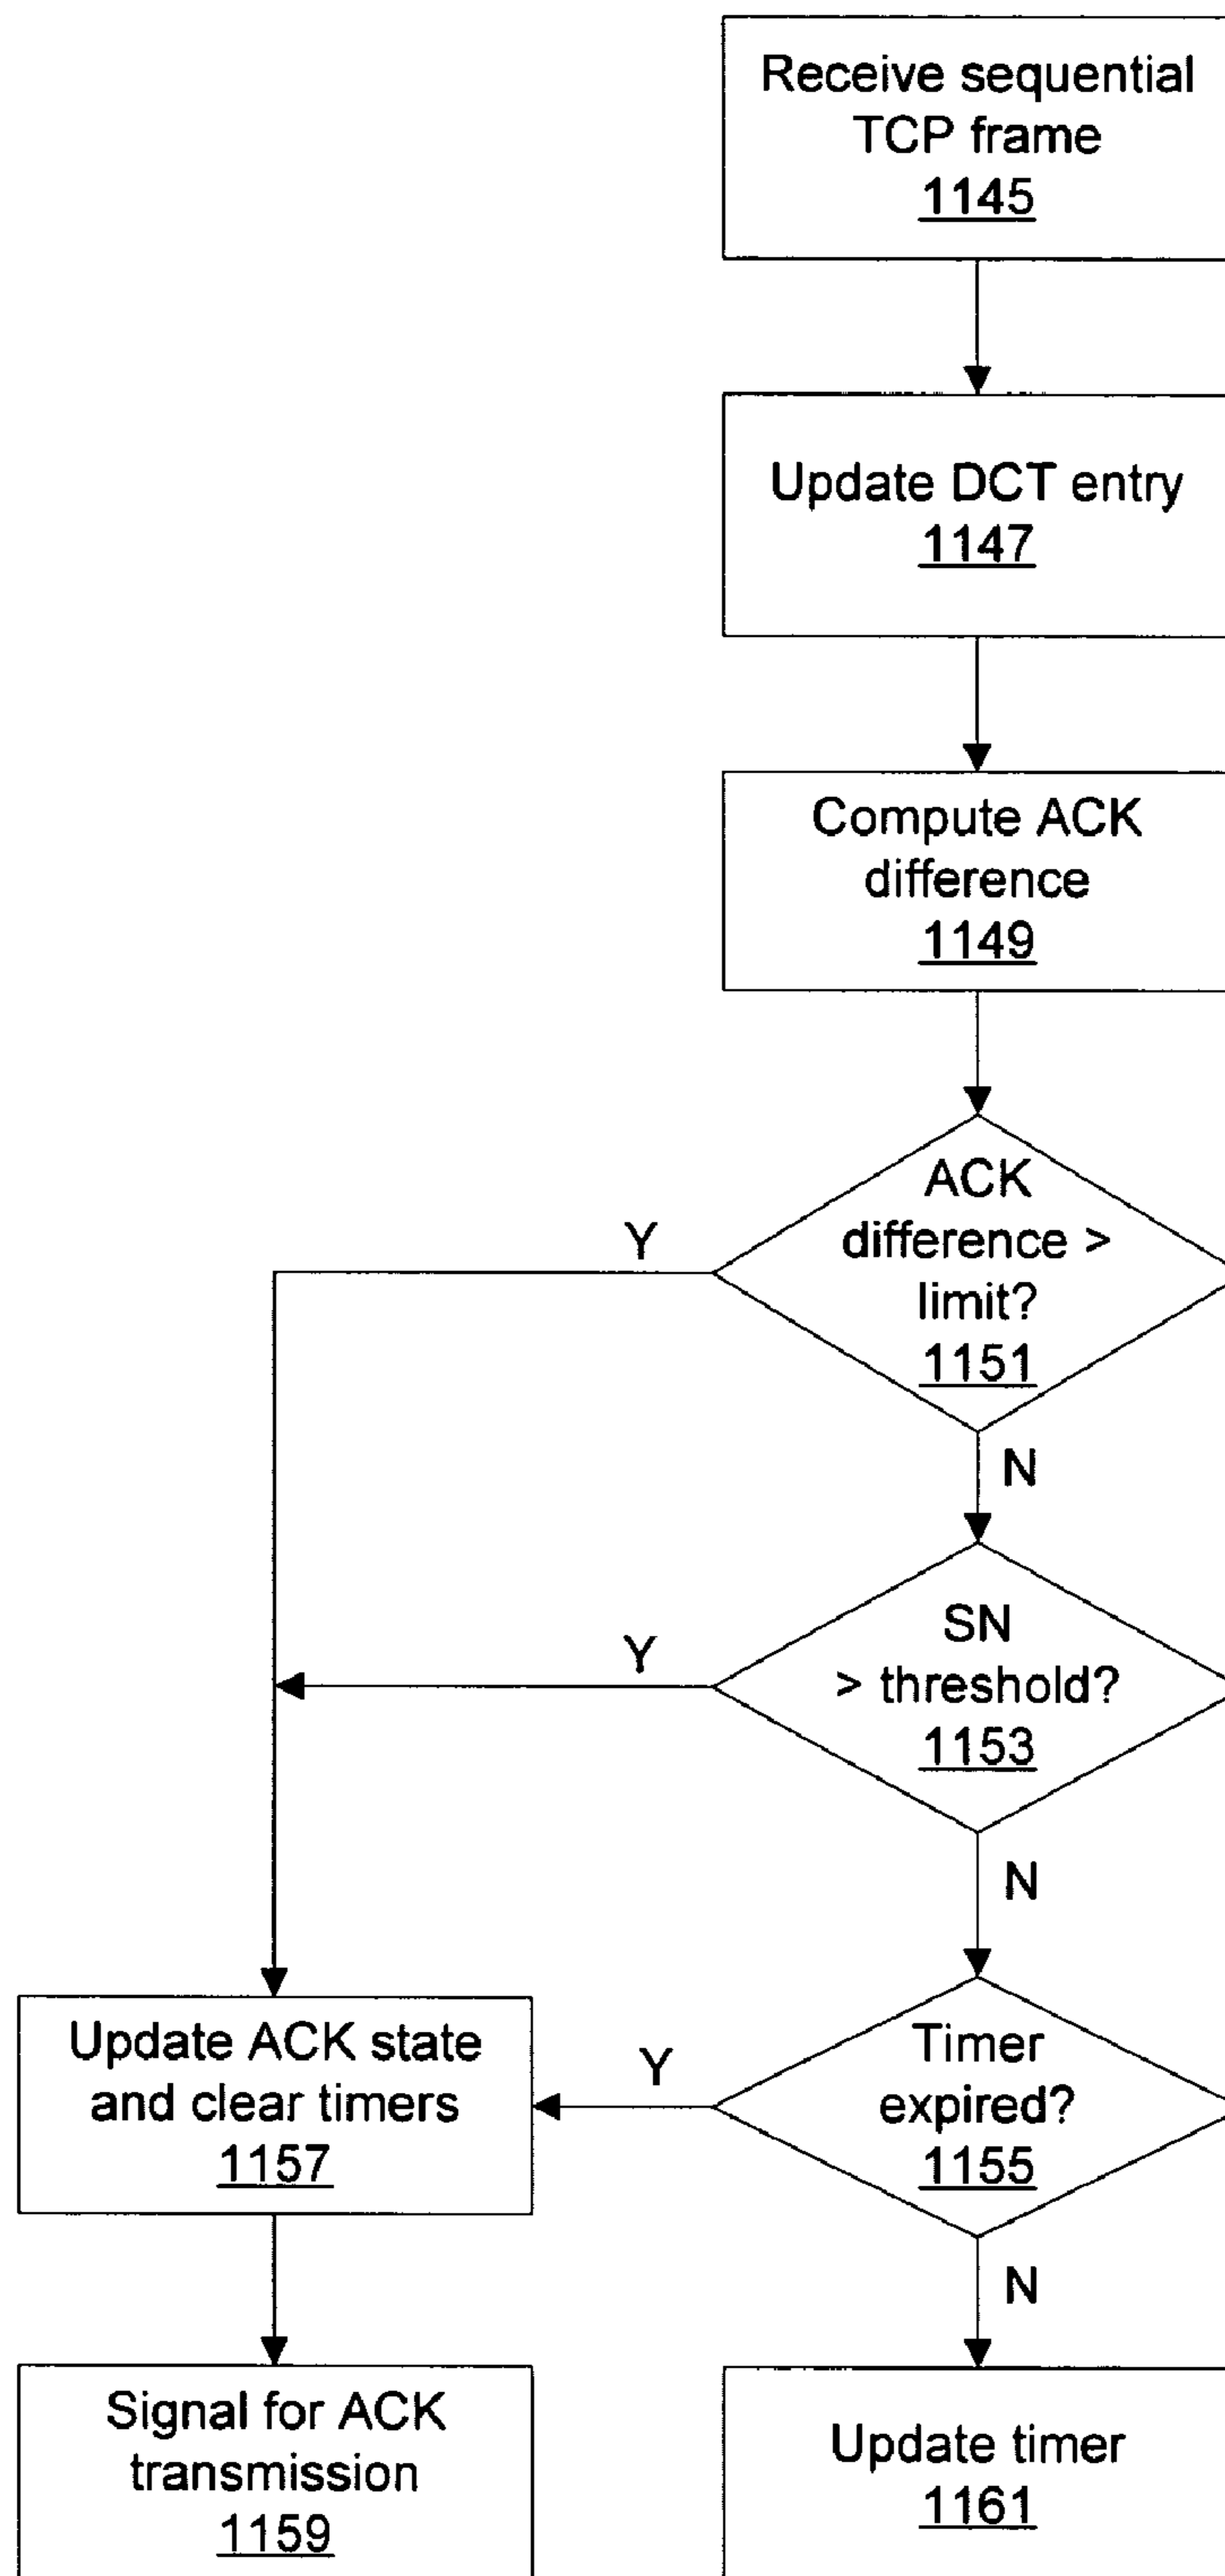 Receive sequential
TCP frame
1145
Update DCT entry
1147
Compute ACK
difference
1149
ACK
difference >
limit?
1151
Y
N
SN
> threshold?
1153
Y
N
Timer
expired?
1155
Y
N
Update ACK state
and clear timers
1157
Signal for ACK
transmission
1159
Update timer
1161